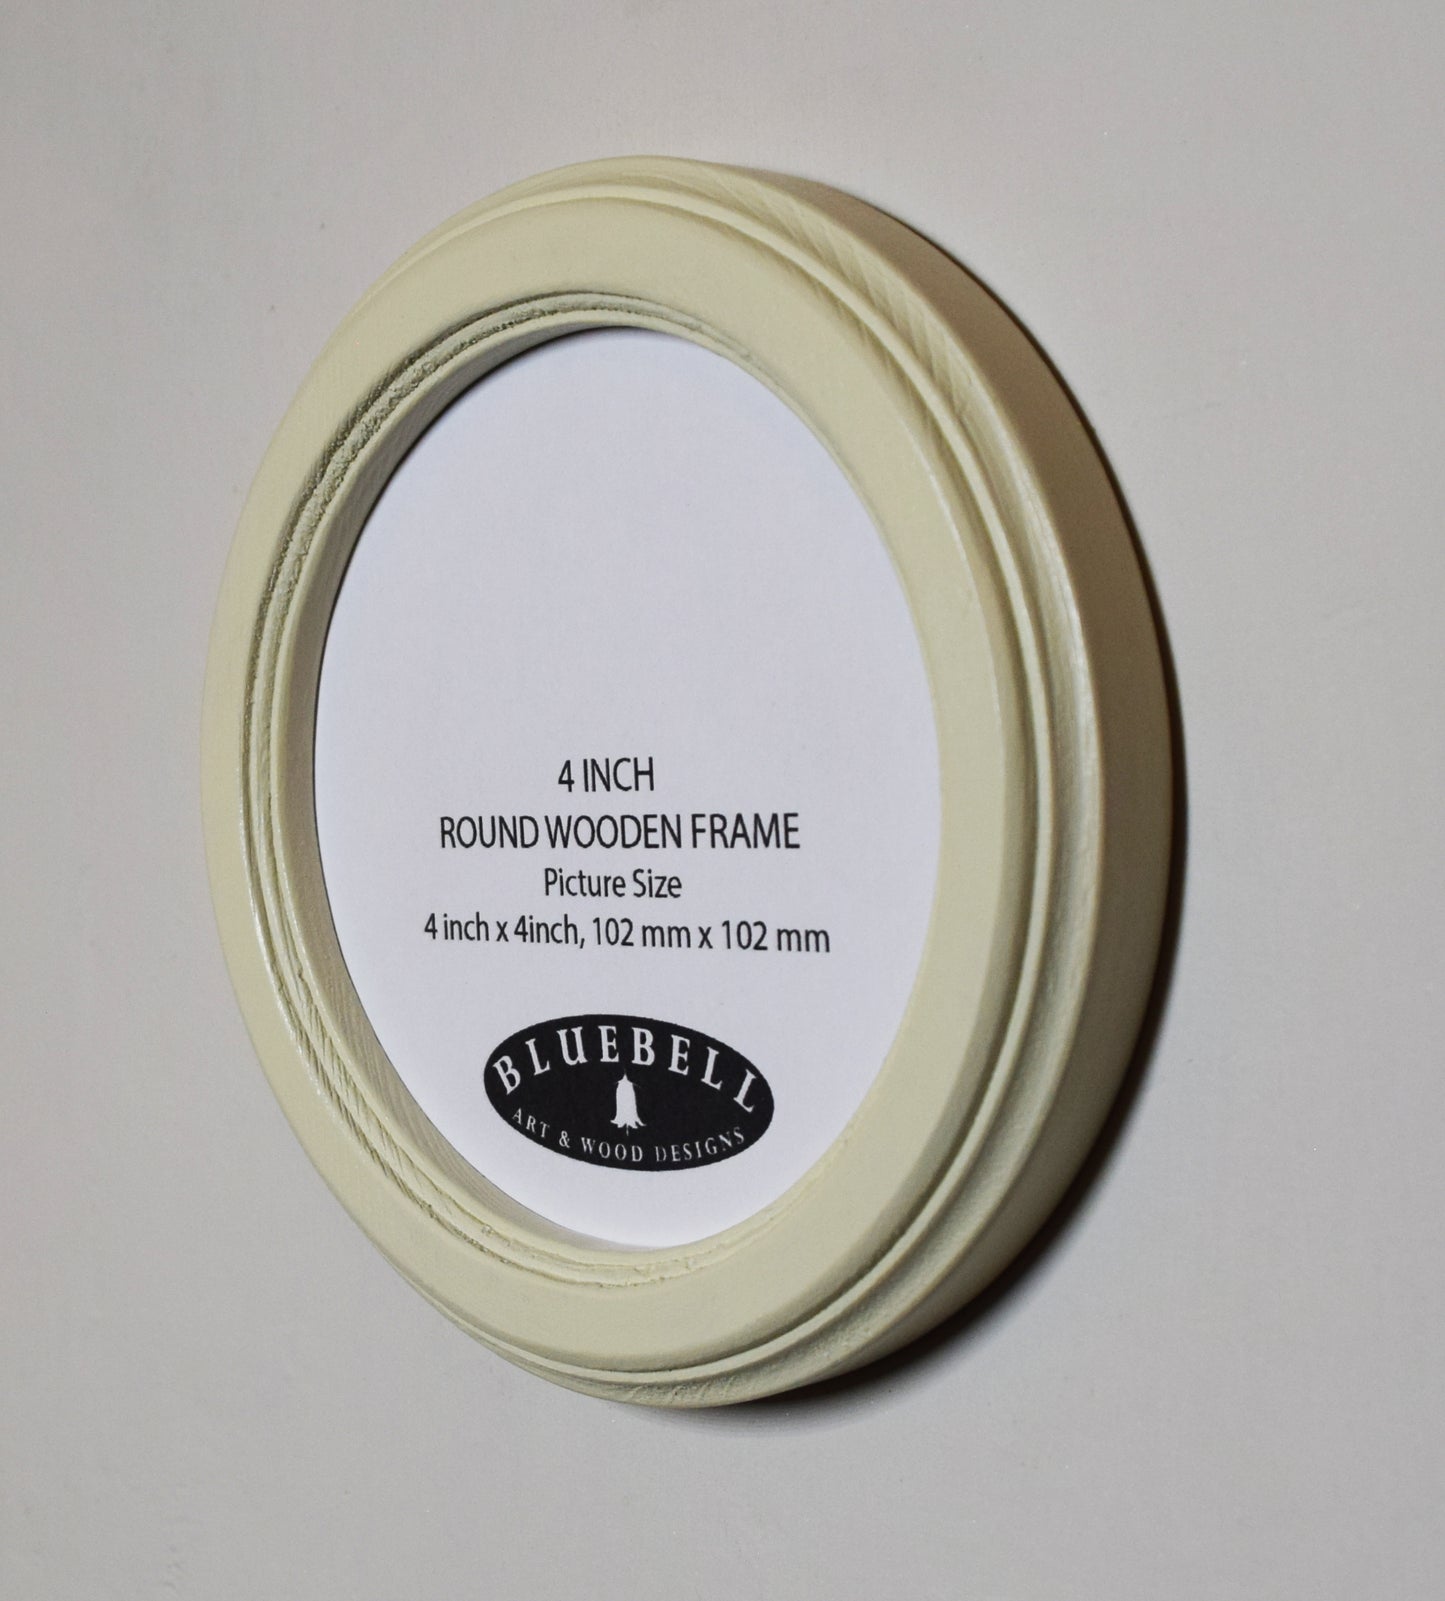 4 INCH
ROUND WOODEN FRAME
Picture Size
4 inch x 4inch, 102 mm x 102 mm
BLUEBELL
ART & WOOD DESIGNS